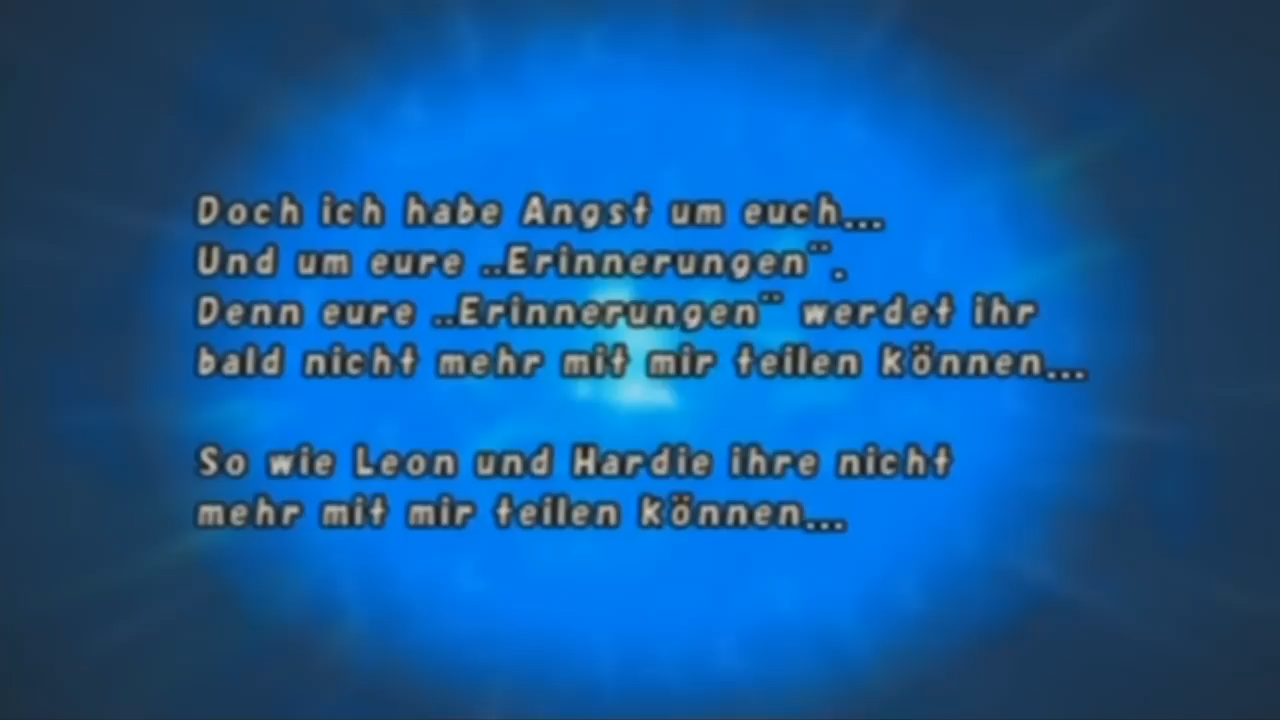 Doch ich habe Angst um euch...
Und um eure „Erinnerungen“.
Denn eure „Erinnerungen“ werdet ihr
bald nicht mehr mit mir teilen können...
So wie Leon und Hardie ihre nicht
mehr mit mir teilen können...